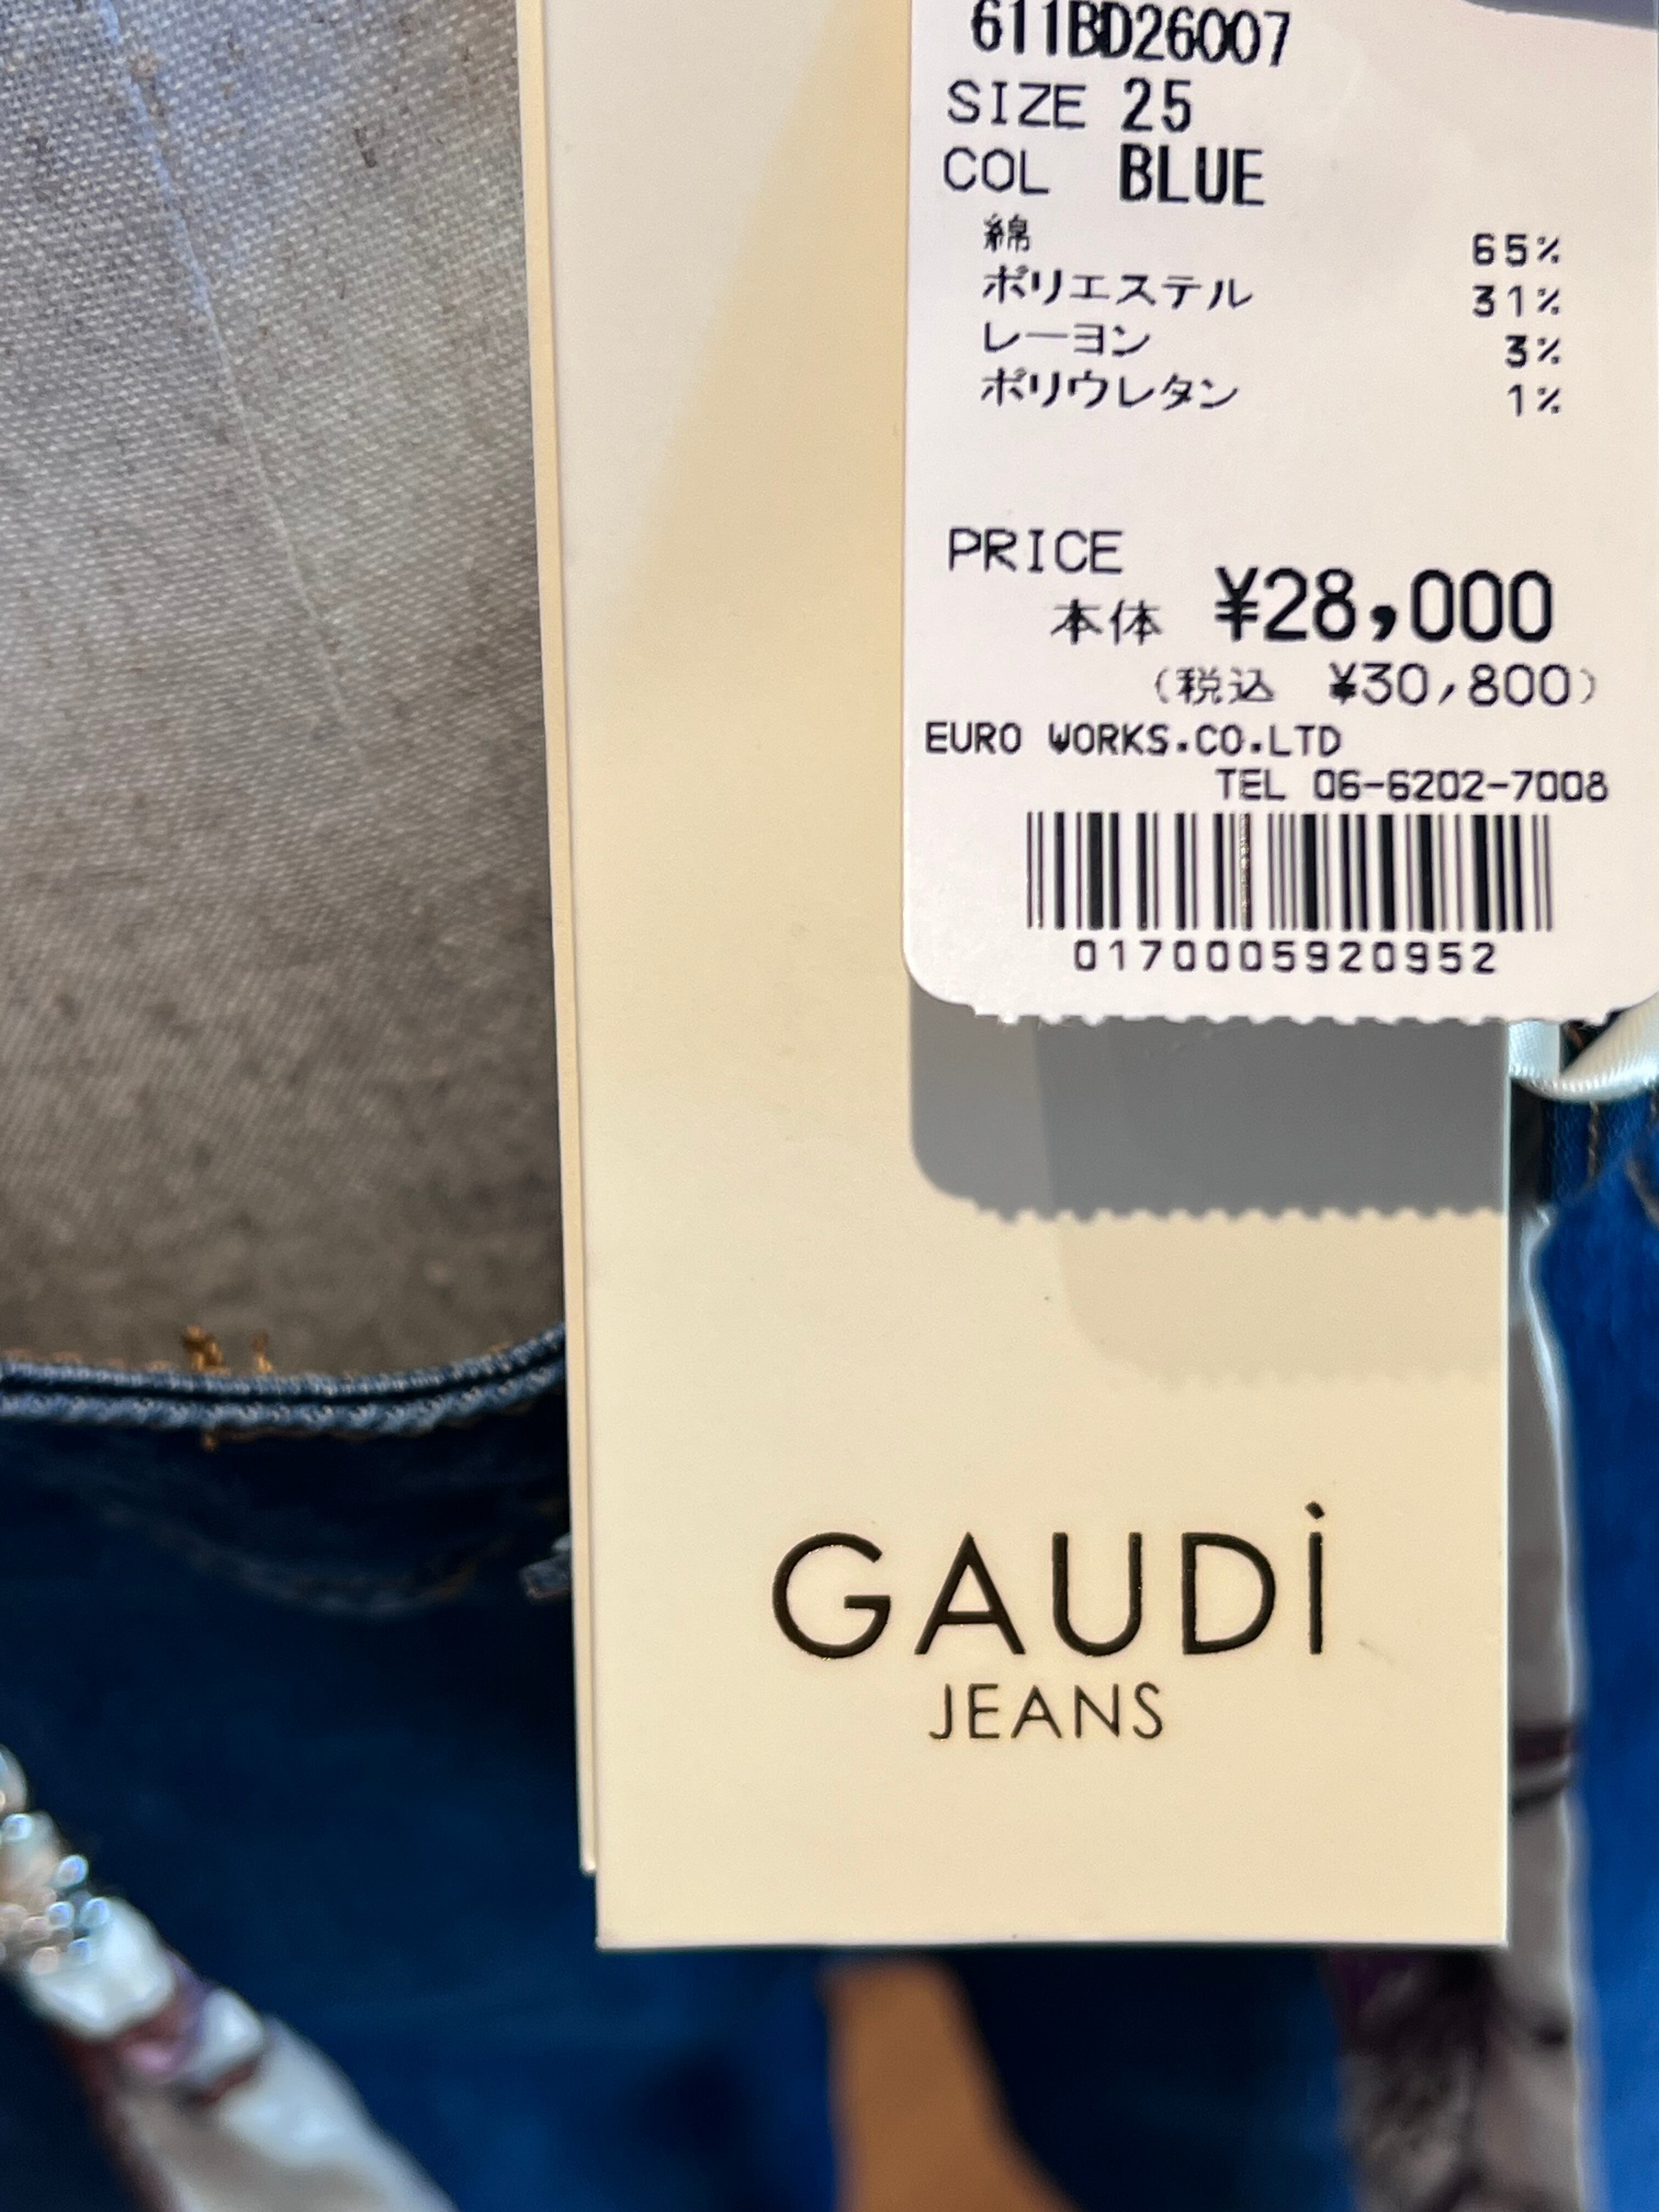 611BD26007
SIZE 25
COL BLUE
綿 65%
ポリエステル 31%
レーヨン 3%
ポリウレタン 1%
PRICE
本体 ¥28,000
(税込 ¥30,800)
EURO WORKS.CO.LTD
TEL 06-6202-7008
0170005920952
GAUDİ
JEANS